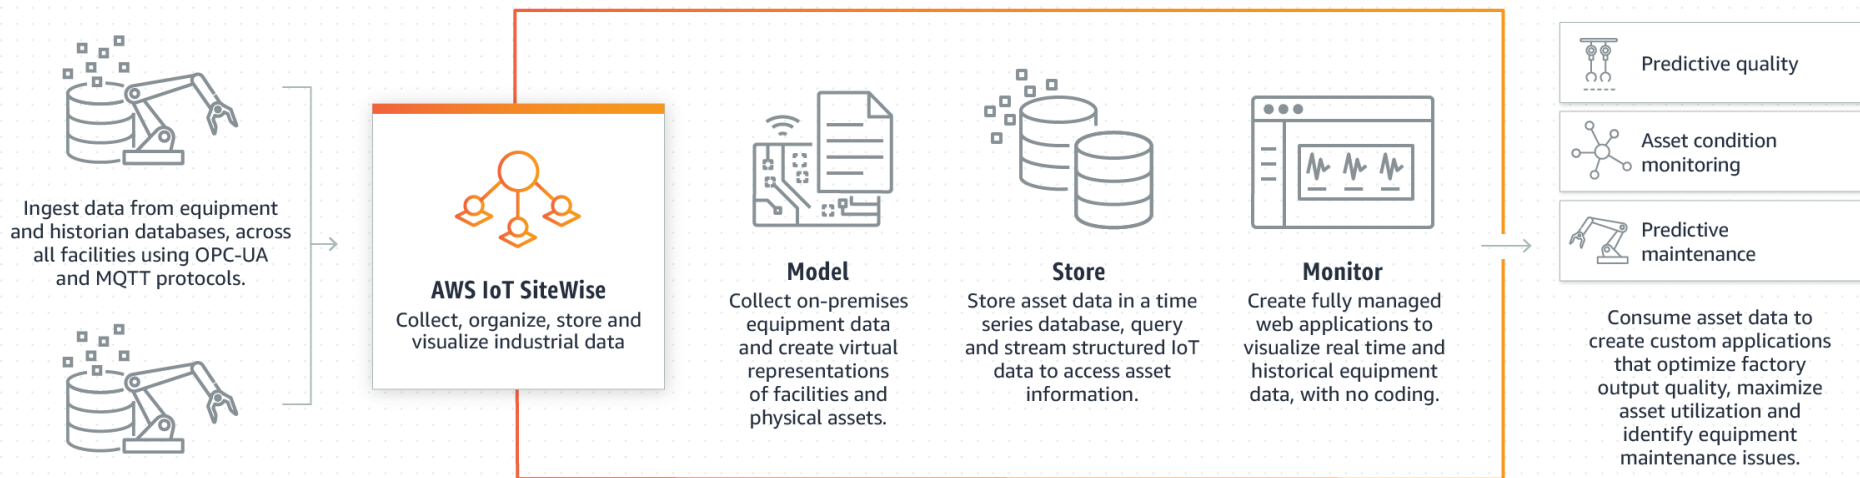 Ingest data from equipment
and historian databases, across
all facilities using OPC-UA
and MQTT protocols.
AWS IoT SiteWise
Collect, organize, store and
visualize industrial data
Model
Collect on-premises
equipment data
and create virtual
representations
of facilities and
physical assets.
Store
Store asset data in a time
series database, query
and stream structured IoT
data to access asset
information.
Monitor
Create fully managed
web applications to
visualize real time and
historical equipment
data, with no coding.
Predictive quality
Asset condition
monitoring
Predictive
maintenance
Consume asset data to
create custom applications
that optimize factory
output quality, maximize
asset utilization and
identify equipment
maintenance issues.